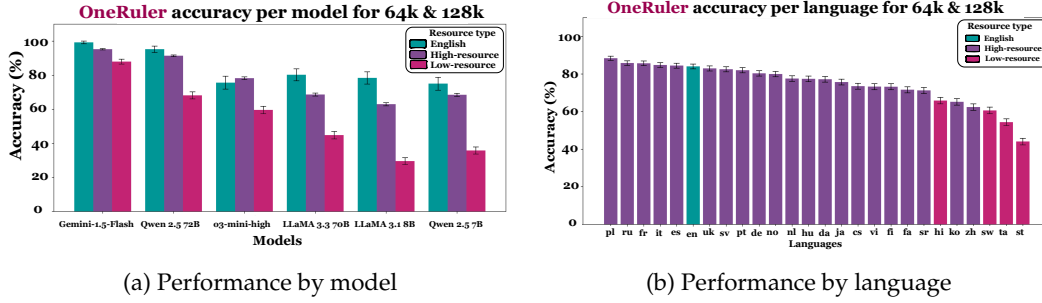 OneRuler accuracy per model for 64k & 128k
Accuracy (%)
100
80
60
40
20
0
Resource type
English
High-resource
Low-resource
Gemini-1.5-Flash Qwen 2.5 72B o3-mini-high LLaMA 3.3 70B LLaMA 3.1 8B Qwen 2.5 7B
Models
(a) Performance by model
OneRuler accuracy per language for 64k & 128k
Accuracy (%)
100
80
60
40
20
0
Resource type
English
High-resource
Low-resource
pl ru fr it es en uk sv pt de no nl hu da ja cs vi fi fa sr hi ko zh sw ta st
Languages
(b) Performance by language